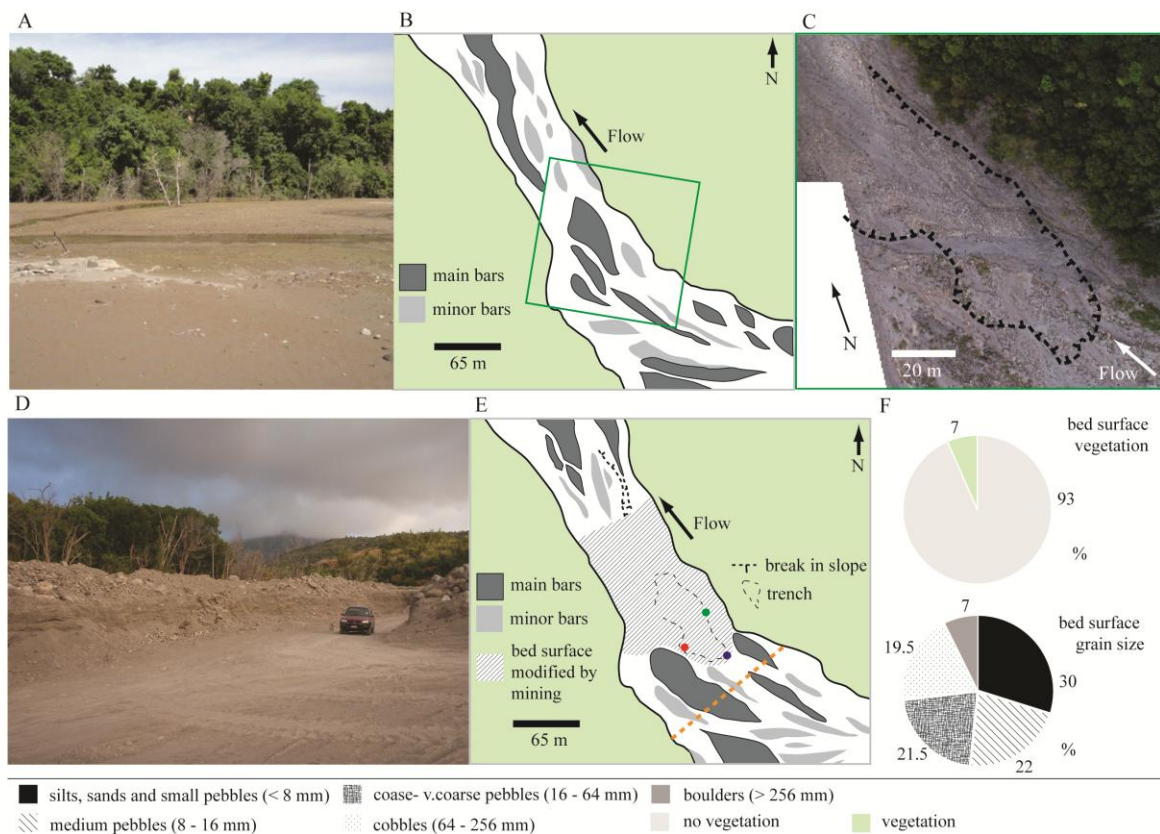 A
B
N
Flow
main bars
minor bars
65 m
C
N
20 m
Flow
D
E
N
Flow
break in slope
trench
main bars
minor bars
bed surface
modified by
mining
65 m
F
7
bed surface
vegetation
93
%
7
bed surface
grain size
19.5
30
21.5
%
22
silts, sands and small pebbles (< 8 mm)
coase- v.coarse pebbles (16 - 64 mm)
boulders (> 256 mm)
medium pebbles (8 - 16 mm)
cobbles (64 - 256 mm)
no vegetation
vegetation